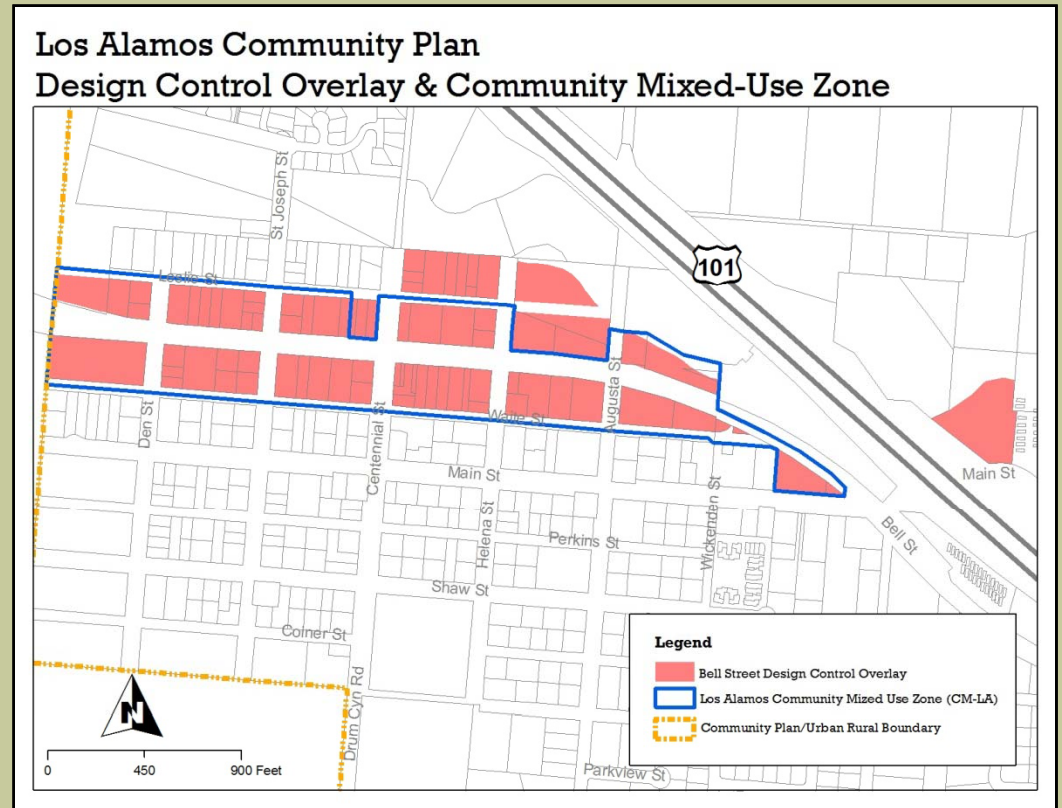 Los Alamos Community Plan
Design Control Overlay & Community Mixed-Use Zone
St Joseph St
101
Leslie St
Augusta St
Waite St
Den St
Centennial St
Main St
Main St
Helena St
Wickenden St
Bell St
Perkins St
Shaw St
Coiner St
Drum Cyn Rd
Parkview St
Legend
Bell Street Design Control Overlay
Los Alamos Community Mized Use Zone (CM-LA)
Community Plan/Urban Rural Boundary
N
0 450 900 Feet